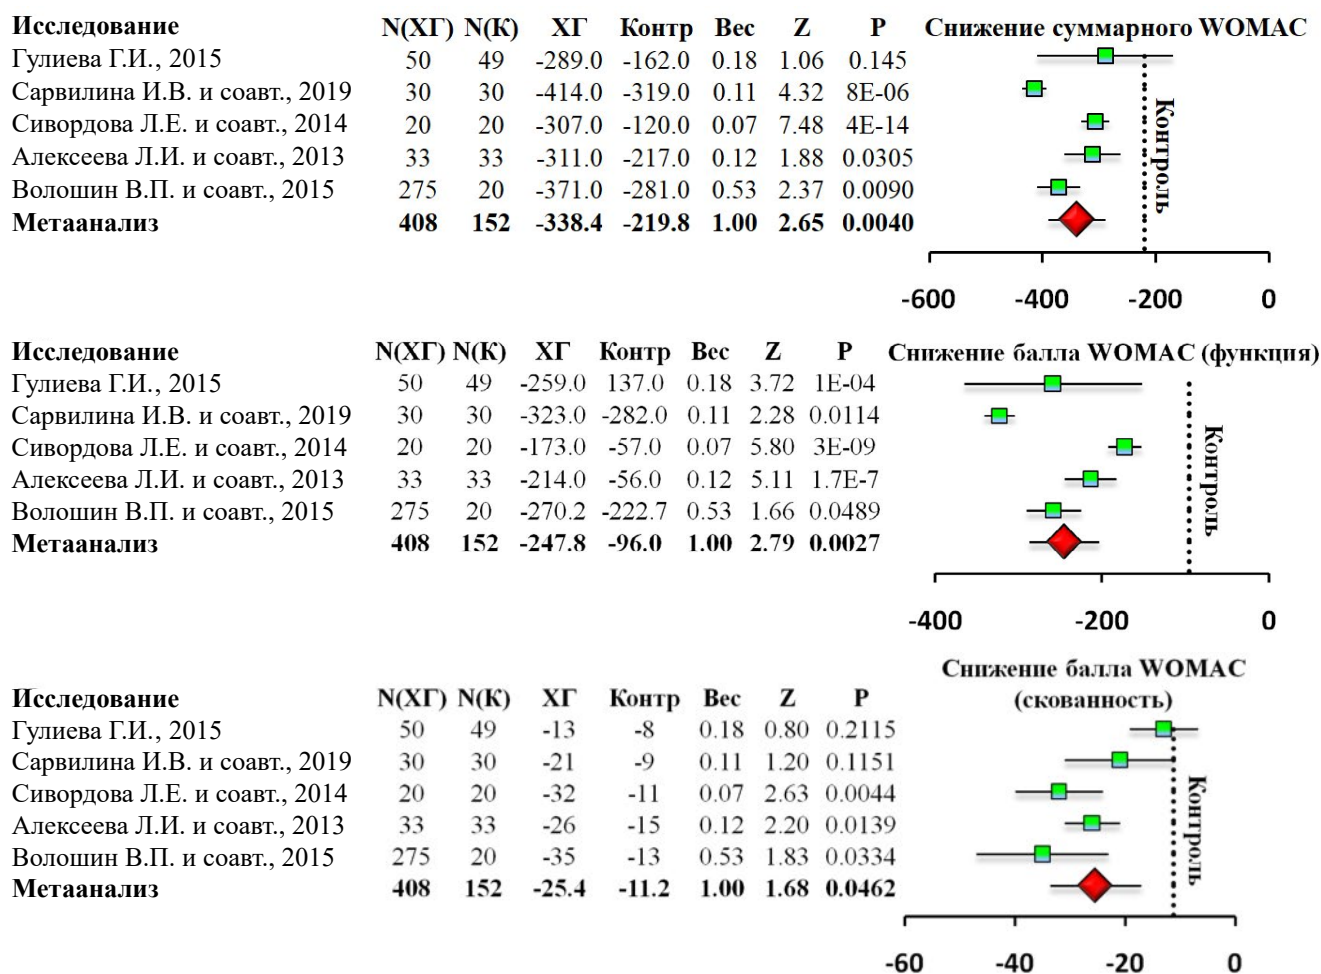 Исследование N(ХГ) N(К) ХГ Контр Вес Z P Снижение суммарного WOMAC
Гулиева Г.И., 2015 50 49 -289.0 -162.0 0.18 1.06 0.145
Сарвилина И.В. и соавт., 2019 30 30 -414.0 -319.0 0.11 4.32 8E-06
Сивордова Л.Е. и соавт., 2014 20 20 -307.0 -120.0 0.07 7.48 4E-14
Алексеева Л.И. и соавт., 2013 33 33 -311.0 -217.0 0.12 1.88 0.0305
Волошин В.П. и соавт., 2015 275 20 -371.0 -281.0 0.53 2.37 0.0090
Метаанализ 408 152 -338.4 -219.8 1.00 2.65 0.0040
Контроль
-600 -400 -200 0
Исследование N(ХГ) N(К) ХГ Контр Вес Z P Снижение балла WOMAC (функция)
Гулиева Г.И., 2015 50 49 -259.0 137.0 0.18 3.72 1E-04
Сарвилина И.В. и соавт., 2019 30 30 -323.0 -282.0 0.11 2.28 0.0114
Сивордова Л.Е. и соавт., 2014 20 20 -173.0 -57.0 0.07 5.80 3E-09
Алексеева Л.И. и соавт., 2013 33 33 -214.0 -56.0 0.12 5.11 1.7E-7
Волошин В.П. и соавт., 2015 275 20 -270.2 -222.7 0.53 1.66 0.0489
Метаанализ 408 152 -247.8 -96.0 1.00 2.79 0.0027
Контроль
-400 -200 0
Снижение балла WOMAC
Исследование N(ХГ) N(К) ХГ Контр Вес Z P (скованность)
Гулиева Г.И., 2015 50 49 -13 -8 0.18 0.80 0.2115
Сарвилина И.В. и соавт., 2019 30 30 -21 -9 0.11 1.20 0.1151
Сивордова Л.Е. и соавт., 2014 20 20 -32 -11 0.07 2.63 0.0044
Алексеева Л.И. и соавт., 2013 33 33 -26 -15 0.12 2.20 0.0139
Волошин В.П. и соавт., 2015 275 20 -35 -13 0.53 1.83 0.0334
Метаанализ 408 152 -25.4 -11.2 1.00 1.68 0.0462
Контроль
-60 -40 -20 0